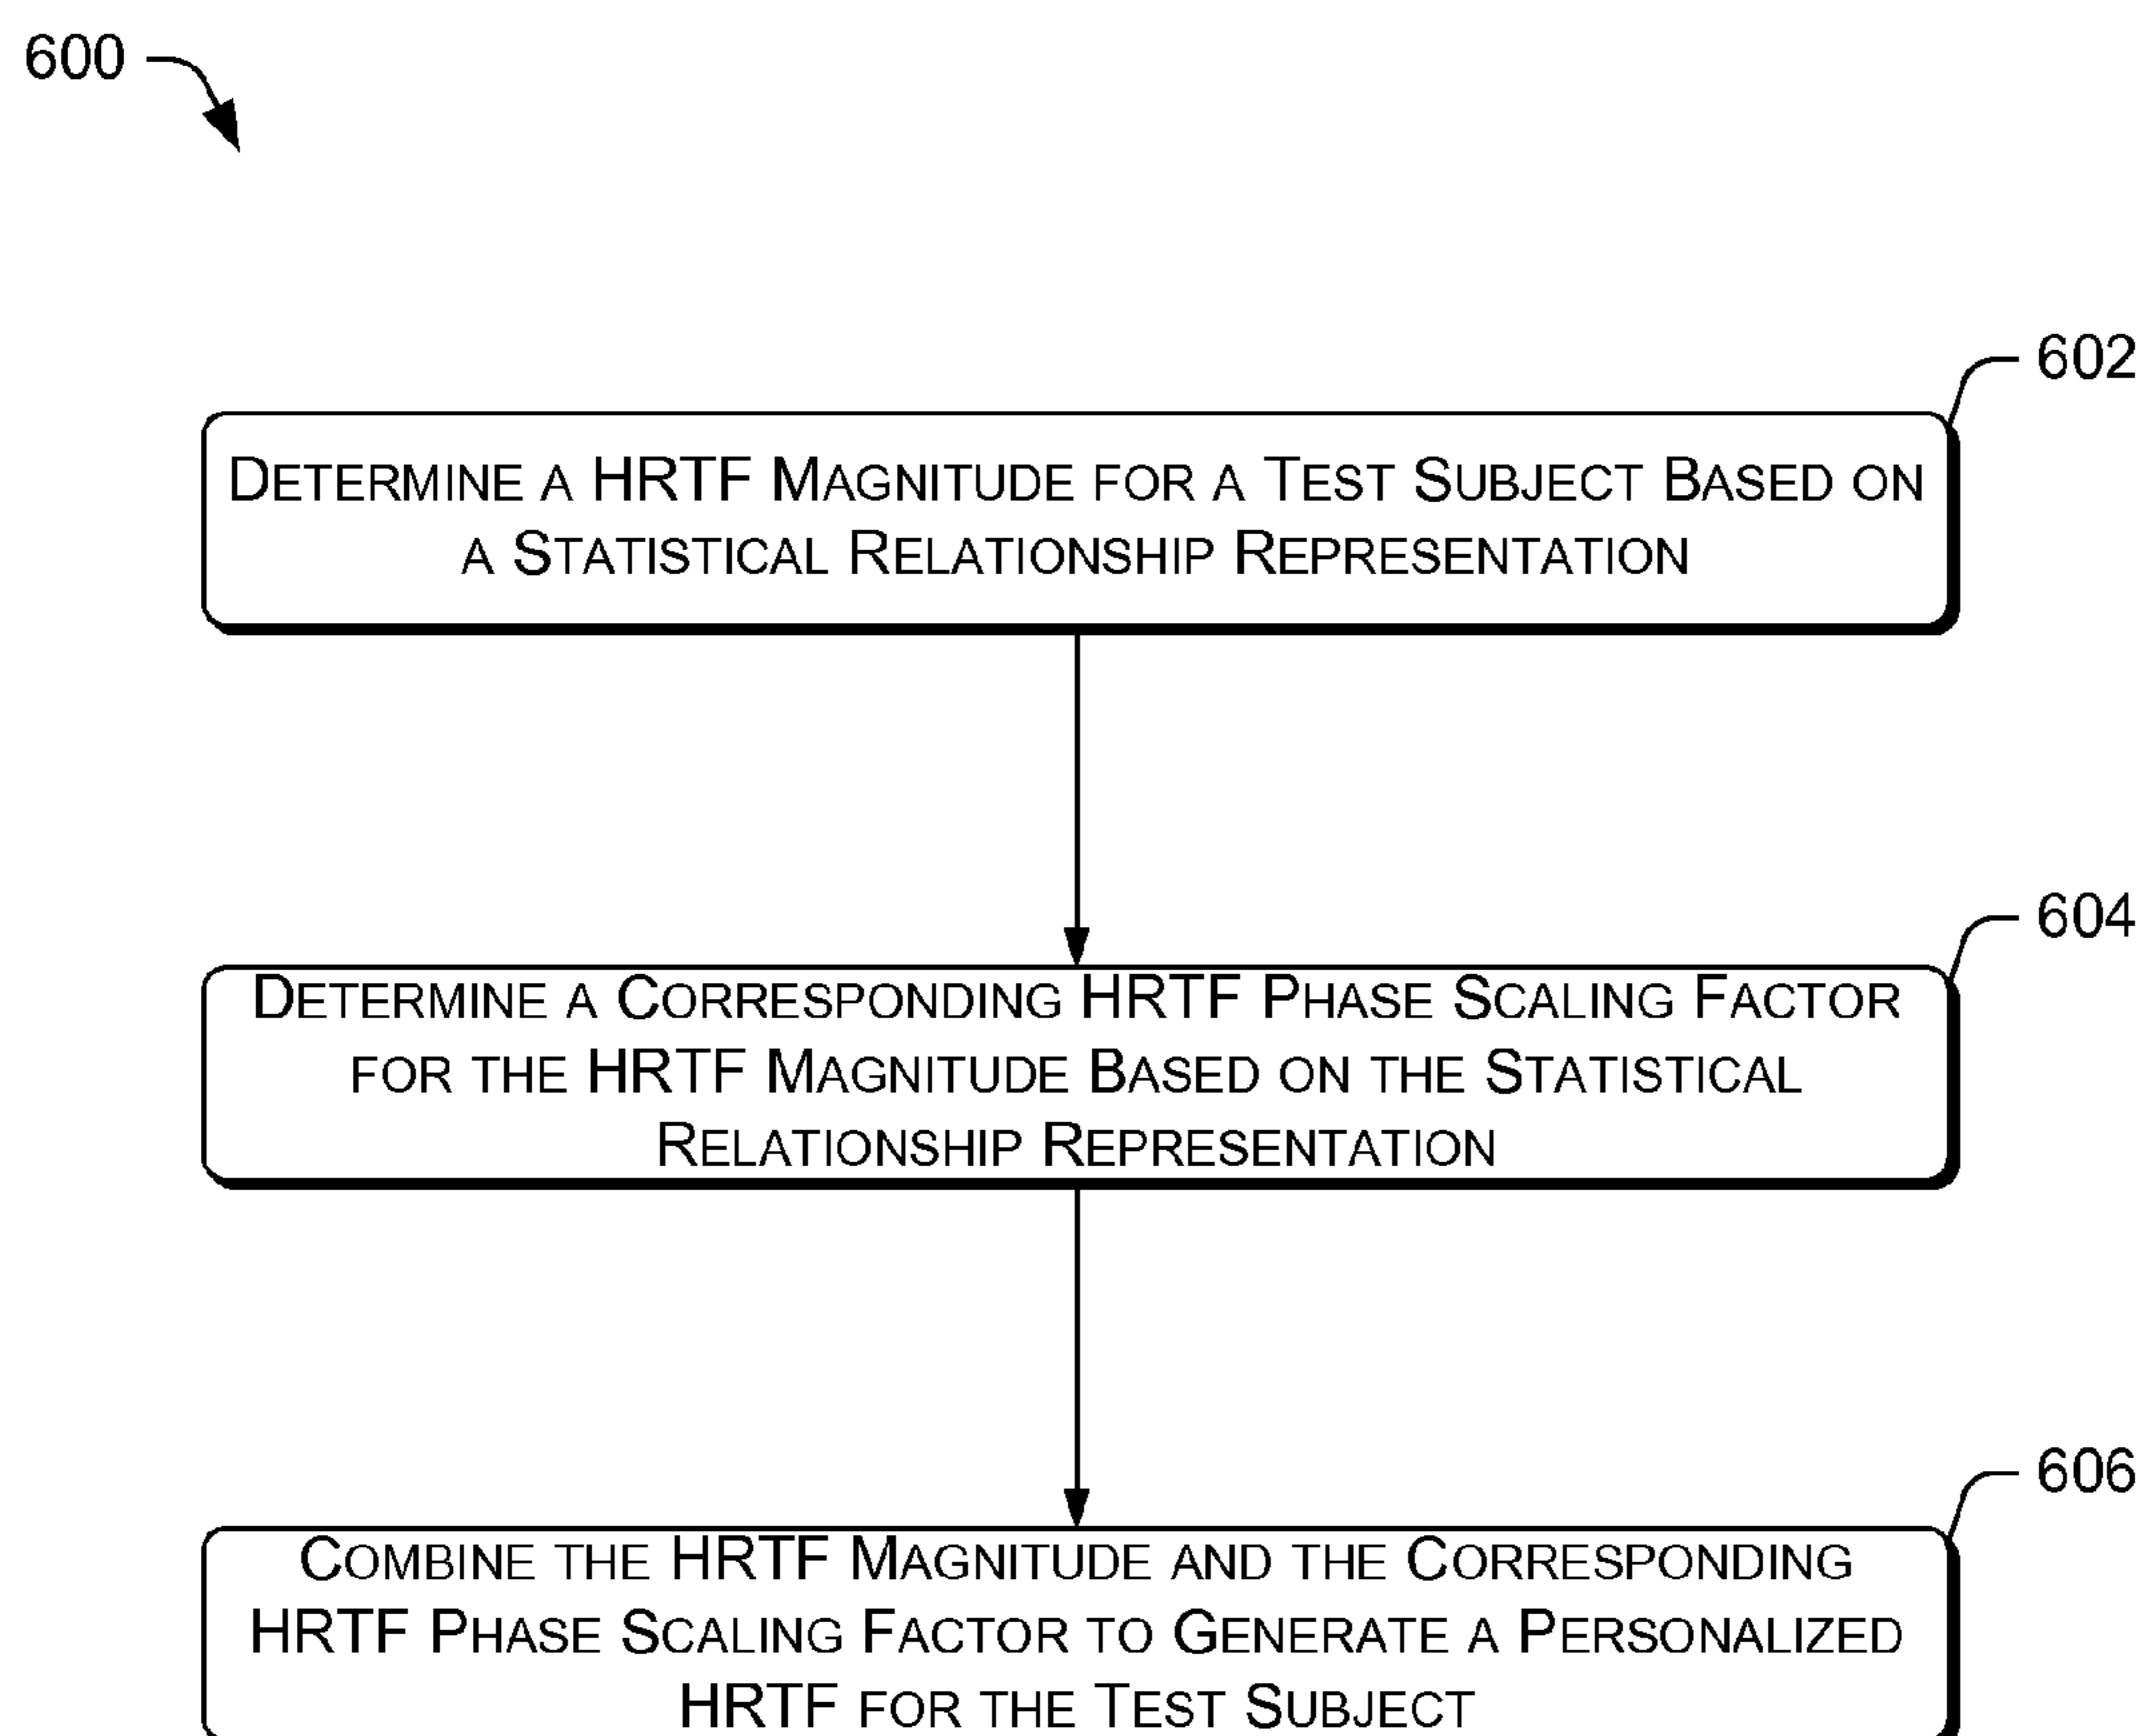 600
602
DETERMINE A HRTF MAGNITUDE FOR A TEST SUBJECT BASED ON
A STATISTICAL RELATIONSHIP REPRESENTATION
604
DETERMINE A CORRESPONDING HRTF PHASE SCALING FACTOR
FOR THE HRTF MAGNITUDE BASED ON THE STATISTICAL
RELATIONSHIP REPRESENTATION
606
COMBINE THE HRTF MAGNITUDE AND THE CORRESPONDING
HRTF PHASE SCALING FACTOR TO GENERATE A PERSONALIZED
HRTF FOR THE TEST SUBJECT